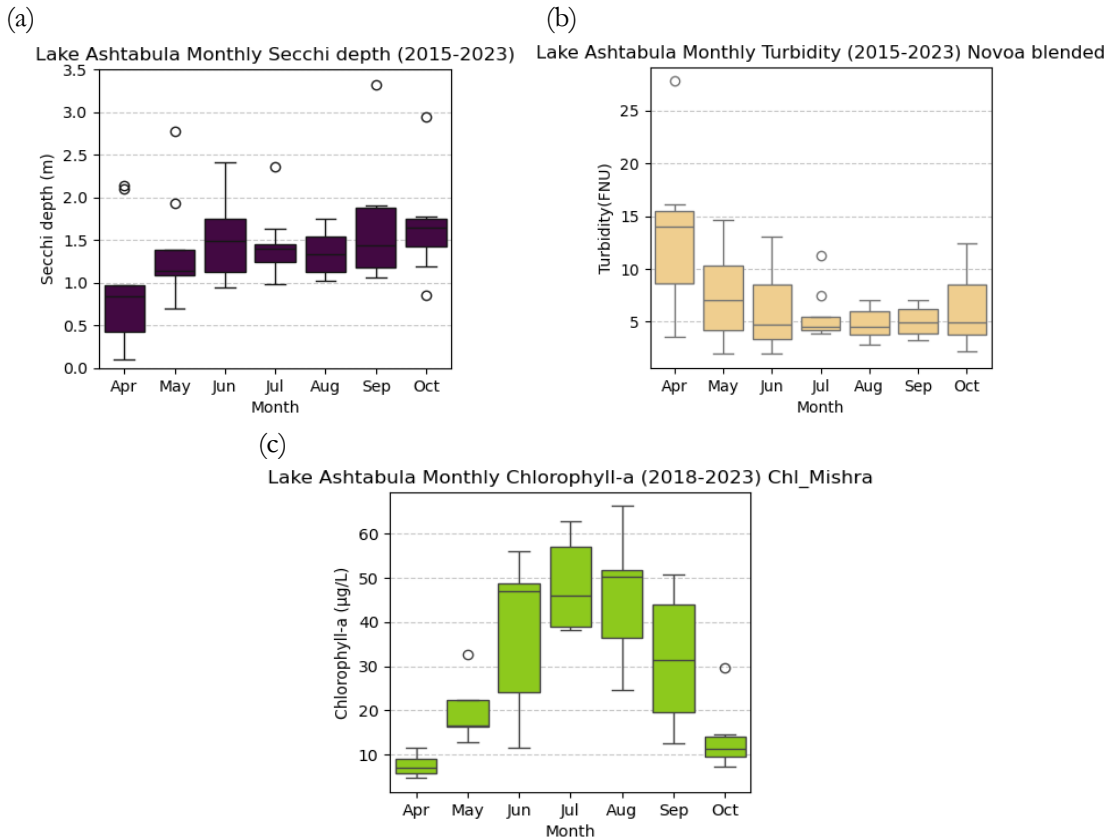 (a)
Lake Ashtabula Monthly Secchi depth (2015-2023)
Secchi depth (m)
3.5
3.0
2.5
2.0
1.5
1.0
0.5
0.0
Apr May Jun Jul Aug Sep Oct
Month
(b)
Lake Ashtabula Monthly Turbidity (2015-2023) Novoa blended
Turbidity(FNU)
25
20
15
10
5
Apr May Jun Jul Aug Sep Oct
Month
(c)
Lake Ashtabula Monthly Chlorophyll-a (2018-2023) Chl_Mishra
Chlorophyll-a (µg/L)
60
50
40
30
20
10
Apr May Jun Jul Aug Sep Oct
Month